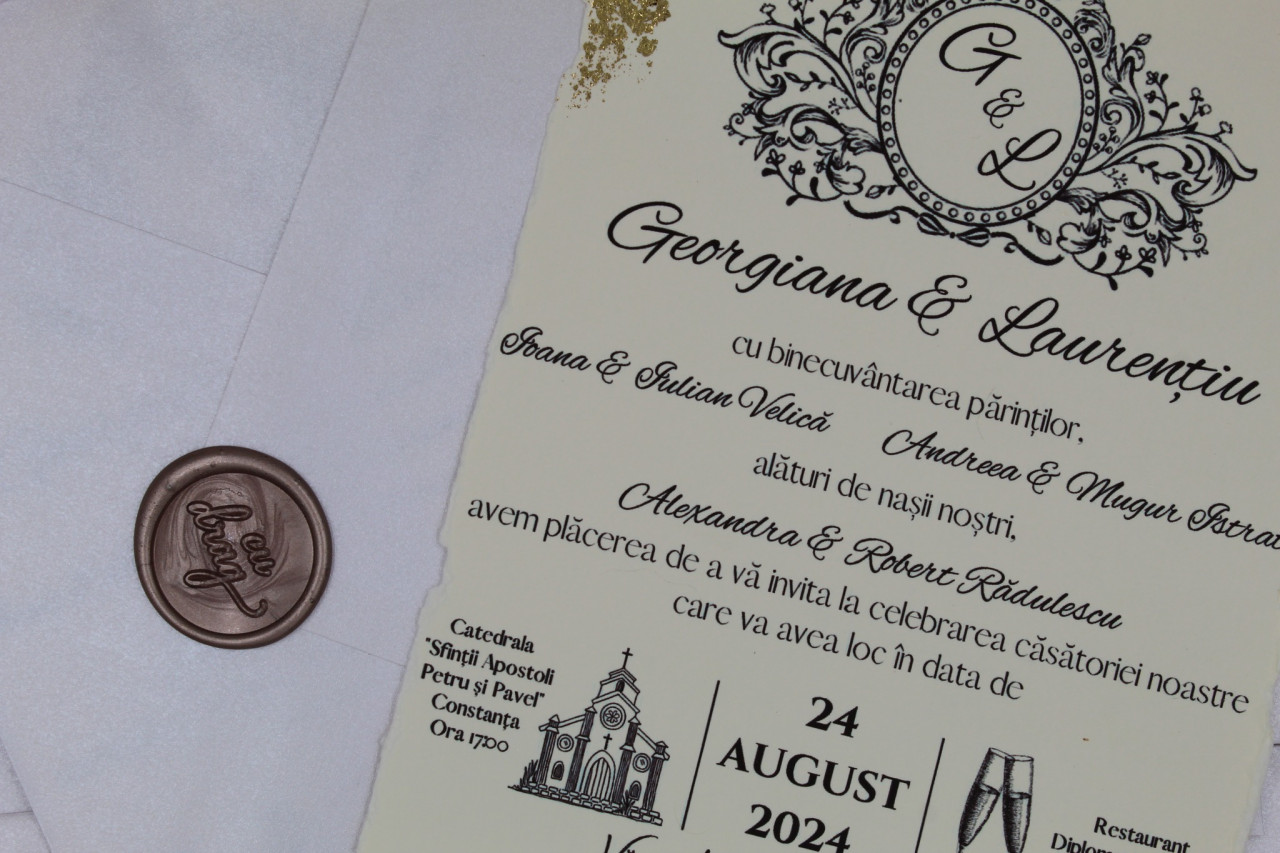 G
&
L
Georgiana & Laurențiu
cu binecuvântarea părinților,
Ioana & Iulian Velică Andreea & Mugur Istrat
alături de nașii noștri,
Alexandra & Robert Rădulescu
avem plăcerea de a vă invita la celebrarea căsătoriei noastre
care va avea loc în data de
Catedrala
"Sfinții Apostoli
Petru și Pavel"
Constanța
Ora 17:00
24
AUGUST
2024
Restaurant
cu
drag